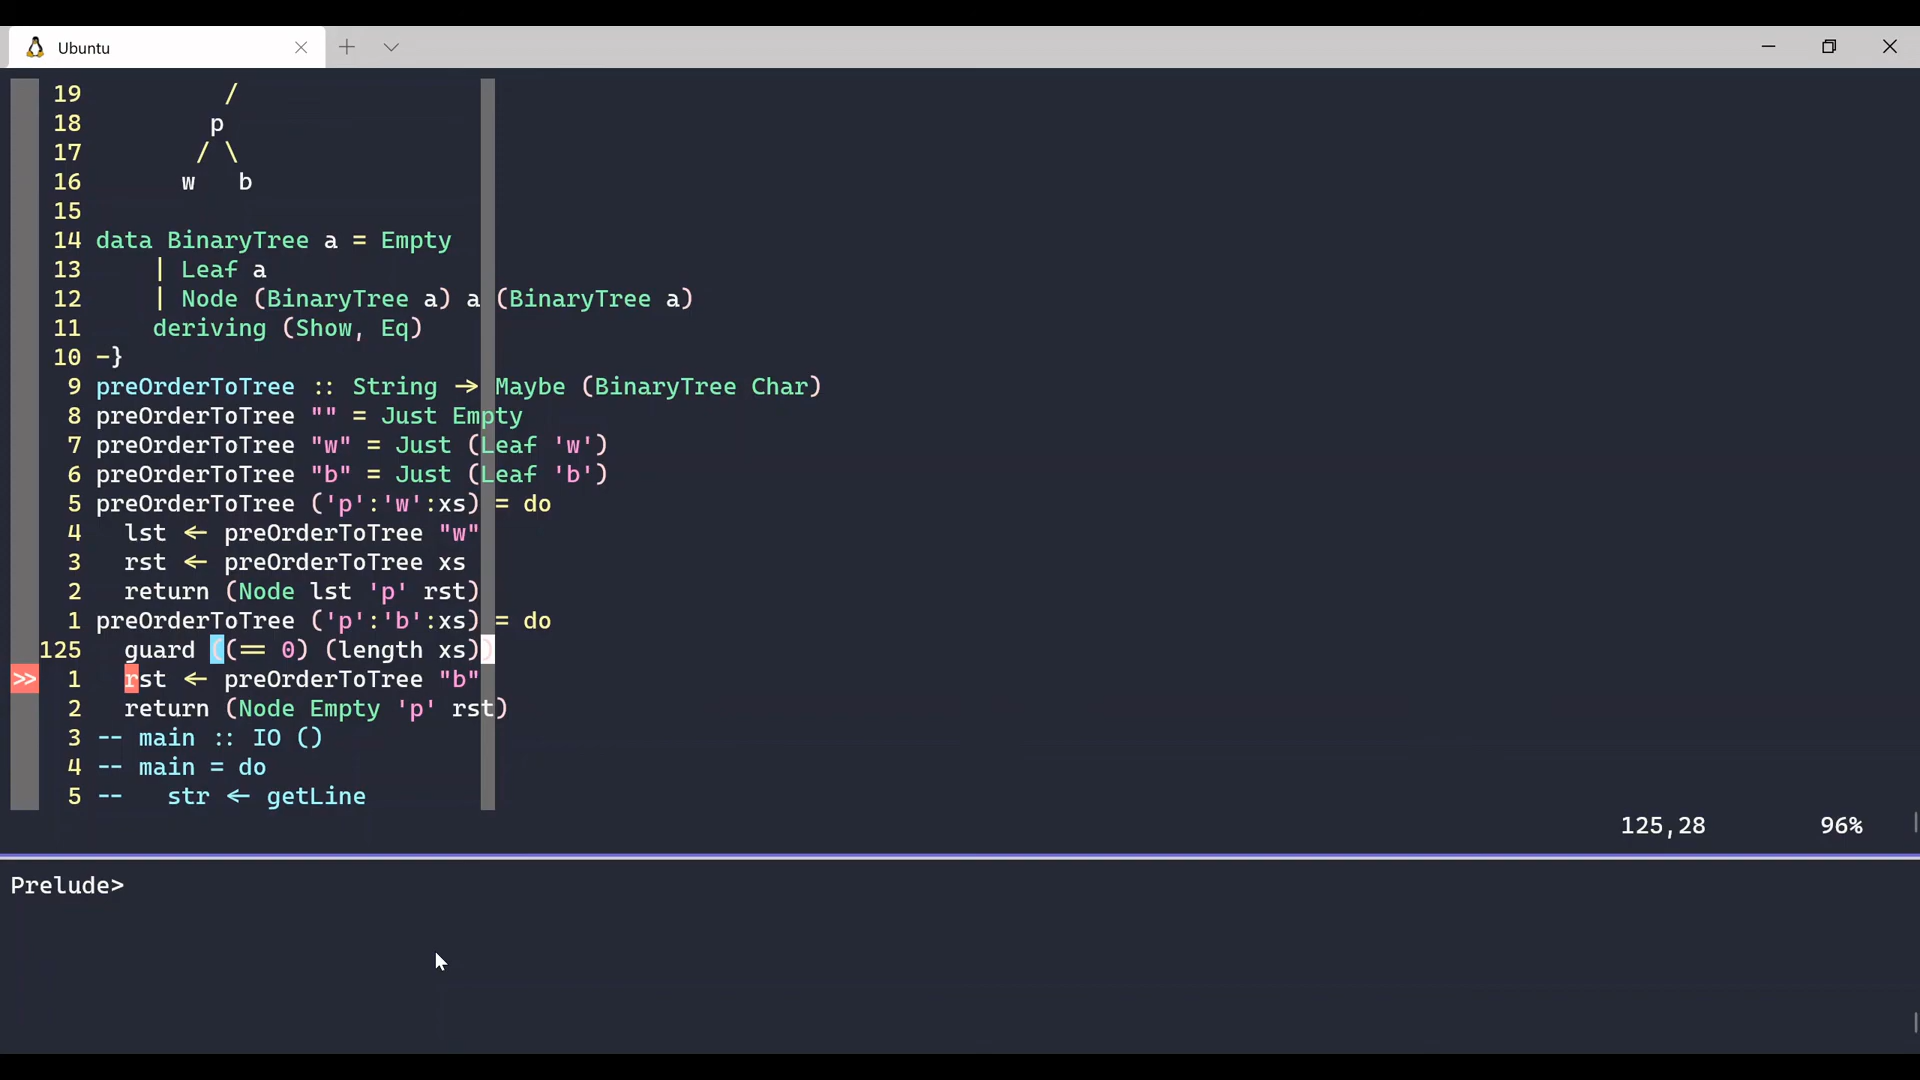 Ubuntu
19 /
18 p
17 / \
16 w b
15
14 data BinaryTree a = Empty
13 | Leaf a
12 | Node (BinaryTree a) a (BinaryTree a)
11 deriving (Show, Eq)
10 -}
9 preOrderToTree :: String → Maybe (BinaryTree Char)
8 preOrderToTree "" = Just Empty
7 preOrderToTree "w" = Just (Leaf 'w')
6 preOrderToTree "b" = Just (Leaf 'b')
5 preOrderToTree ('p':'w':xs) = do
4 lst ← preOrderToTree "w"
3 rst ← preOrderToTree xs
2 return (Node lst 'p' rst)
1 preOrderToTree ('p':'b':xs) = do
125 guard ((== 0) (length xs))
>> 1 rst ← preOrderToTree "b"
2 return (Node Empty 'p' rst)
3 -- main :: IO ()
4 -- main = do
5 -- str ← getLine
125,28 96%
Prelude>